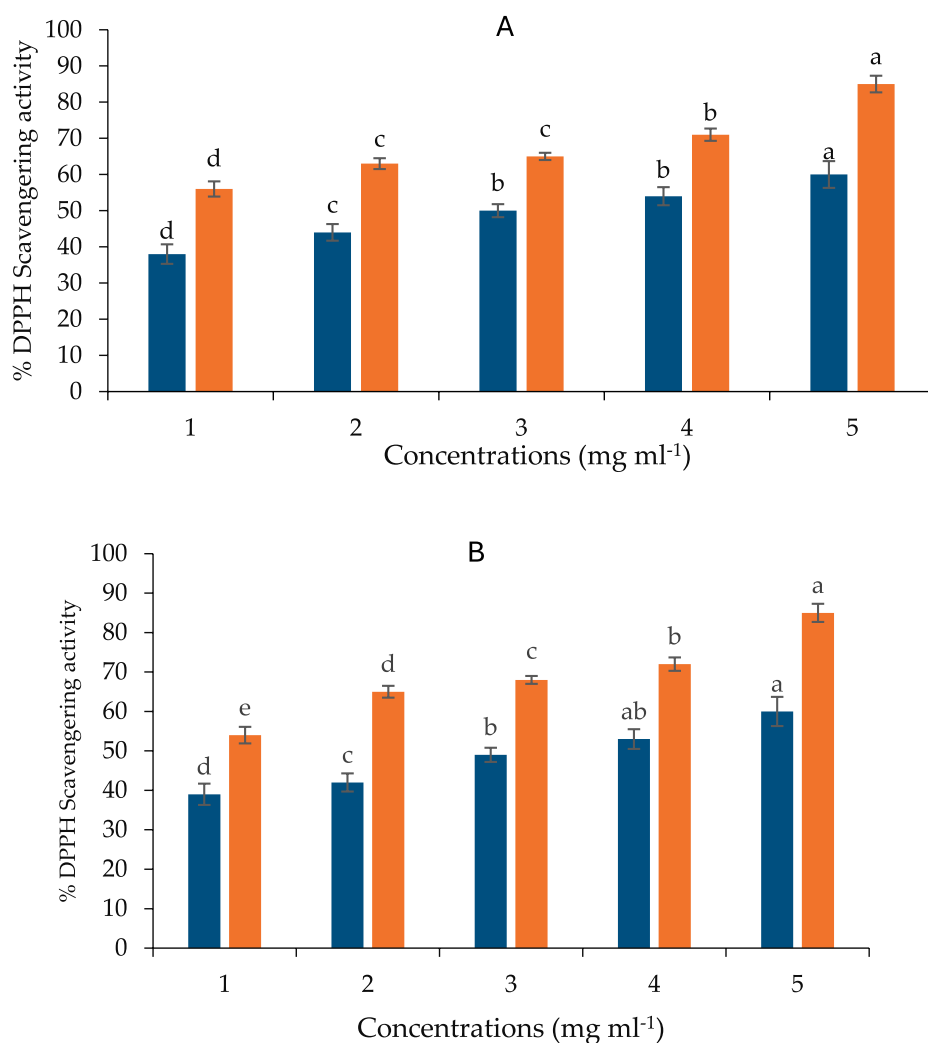 A
% DPPH Scavengering activity
100
90
80
70
60
50
40
30
20
10
0
d
d
c
c
b
c
b
b
a
a
1
2
3
4
5
Concentrations (mg ml-1)
B
% DPPH Scavengering activity
100
90
80
70
60
50
40
30
20
10
0
d
e
c
d
b
c
ab
b
a
a
1
2
3
4
5
Concentrations (mg ml-1)